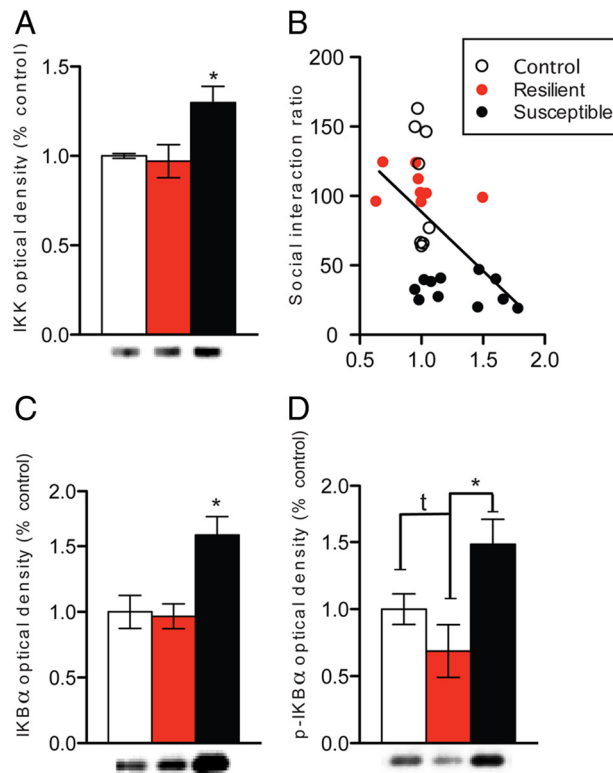 A
IKK optical density (% control)
1.5
1.0
0.5
0.0
*
B
Social interaction ratio
200
150
100
50
0
0.5 1.0 1.5 2.0
Control
Resilient
Susceptible
C
IKBα optical density (% control)
2.0
1.5
1.0
0.5
0.0
*
D
p-IKBα optical density (% control)
2.0
1.5
1.0
0.5
0.0
t
*